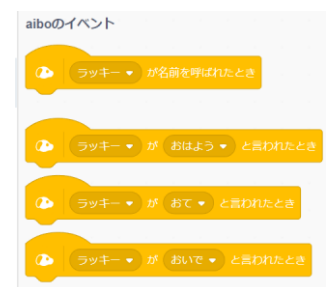 aiboのイベント
ラッキー が名前を呼ばれたとき
ラッキー が おはよう と言われたとき
ラッキー が おて と言われたとき
ラッキー が おいで と言われたとき